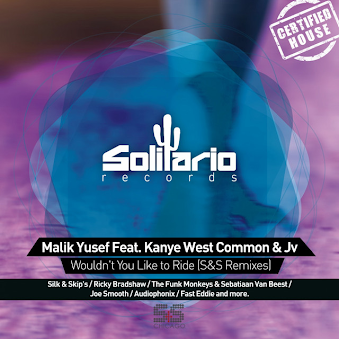 CERTIFIED
HOUSE
Solitario
records
Malik Yusef Feat. Kanye West Common & Jv
Wouldn't You Like to Ride (S&S Remixes)
Silk & Skip's / Ricky Bradshaw / The Funk Monkeys & Sebatiaan Van Beest /
Joe Smooth / Audiophonix / Fast Eddie and more.
S&S